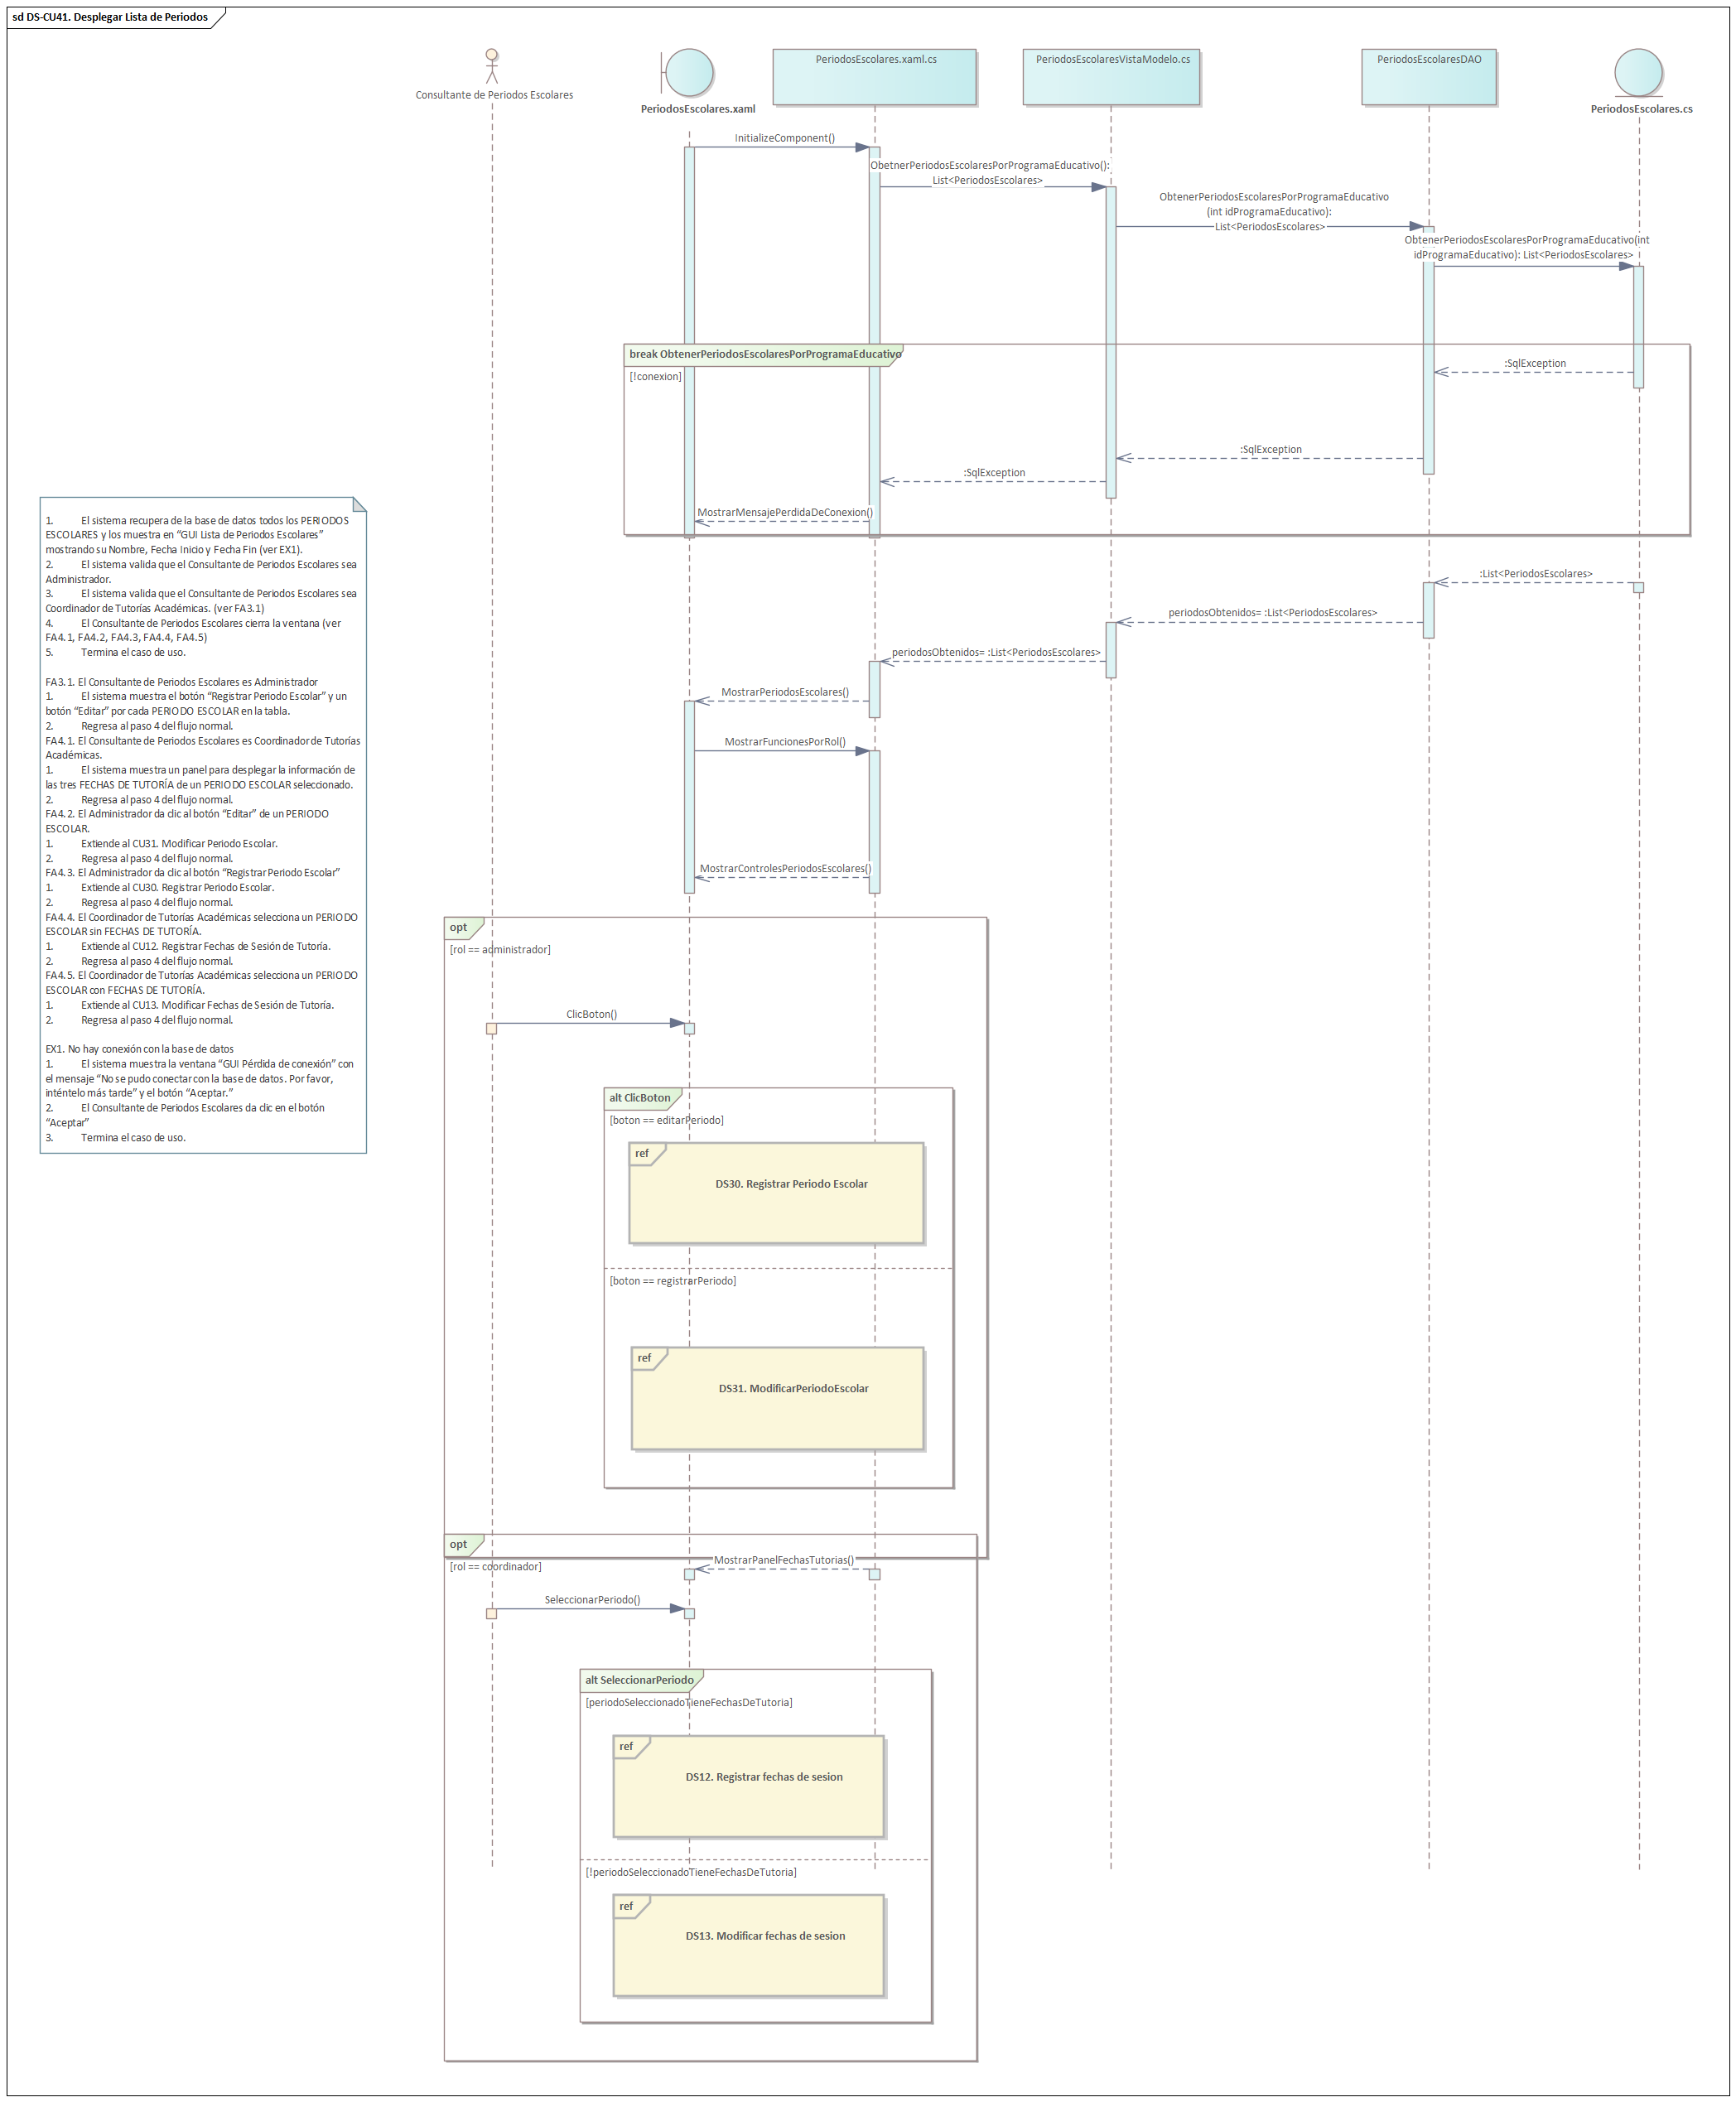 sd DS-CU41. Desplegar Lista de Periodos
Consultante de Periodos Escolares
PeriodosEscolares.xaml
PeriodosEscolares.xaml.cs
PeriodosEscolaresVistaModelo.cs
PeriodosEscolaresDAO
PeriodosEscolares.cs
InitializeComponent()
ObetnerPeriodosEscolaresPorProgramaEducativo():
List<PeriodosEscolares>
ObtenerPeriodosEscolaresPorProgramaEducativo
(int idProgramaEducativo):
List<PeriodosEscolares>
ObtenerPeriodosEscolaresPorProgramaEducativo(int
idProgramaEducativo): List<PeriodosEscolares>
break ObtenerPeriodosEscolaresPorProgramaEducativo
[!conexion]
:SqlException
:SqlException
:SqlException
MostrarMensajePerdidaDeConexion()
:List<PeriodosEscolares>
periodosObtenidos= :List<PeriodosEscolares>
periodosObtenidos= :List<PeriodosEscolares>
MostrarPeriodosEscolares()
MostrarFuncionesPorRol()
MostrarControlesPeriodosEscolares()
1. El sistema recupera de la base de datos todos los PERIODOS
ESCOLARES y los muestra en “GUI Lista de Periodos Escolares”
mostrando su Nombre, Fecha Inicio y Fecha Fin (ver EX1).
2. El sistema valida que el Consultante de Periodos Escolares sea
Administrador.
3. El sistema valida que el Consultante de Periodos Escolares sea
Coordinador de Tutorías Académicas. (ver FA3.1)
4. El Consultante de Periodos Escolares cierra la ventana (ver
FA4.1, FA4.2, FA4.3, FA4.4, FA4.5)
5. Termina el caso de uso.
FA3.1. El Consultante de Periodos Escolares es Administrador
1. El sistema muestra el botón “Registrar Periodo Escolar” y un
botón “Editar” por cada PERIODO ESCOLAR en la tabla.
2. Regresa al paso 4 del flujo normal.
FA4.1. El Consultante de Periodos Escolares es Coordinador de Tutorías
Académicas.
1. El sistema muestra un panel para desplegar la información de
las tres FECHAS DE TUTORÍA de un PERIODO ESCOLAR seleccionado.
2. Regresa al paso 4 del flujo normal.
FA4.2. El Administrador da clic al botón “Editar” de un PERIODO
ESCOLAR.
1. Extiende al CU31. Modificar Periodo Escolar.
2. Regresa al paso 4 del flujo normal.
FA4.3. El Administrador da clic al botón “Registrar Periodo Escolar”
1. Extiende al CU30. Registrar Periodo Escolar.
2. Regresa al paso 4 del flujo normal.
FA4.4. El Coordinador de Tutorías Académicas selecciona un PERIODO
ESCOLAR sin FECHAS DE TUTORÍA.
1. Extiende al CU12. Registrar Fechas de Sesión de Tutoría.
2. Regresa al paso 4 del flujo normal.
FA4.5. El Coordinador de Tutorías Académicas selecciona un PERIODO
ESCOLAR con FECHAS DE TUTORÍA.
1. Extiende al CU13. Modificar Fechas de Sesión de Tutoría.
2. Regresa al paso 4 del flujo normal.
EX1. No hay conexión con la base de datos
1. El sistema muestra la ventana “GUI Pérdida de conexión” con
el mensaje “No se pudo conectar con la base de datos. Por favor,
inténtelo más tarde” y el botón “Aceptar.”
2. El Consultante de Periodos Escolares da clic en el botón
“Aceptar”
3. Termina el caso de uso.
opt
[rol == administrador]
ClicBoton()
alt ClicBoton
[boton == editarPeriodo]
ref
DS30. Registrar Periodo Escolar
[boton == registrarPeriodo]
ref
DS31. ModificarPeriodoEscolar
opt
[rol == coordinador]
MostrarPanelFechasTutorias()
SeleccionarPeriodo()
alt SeleccionarPeriodo
[periodoSeleccionadoTieneFechasDeTutoria]
ref
DS12. Registrar fechas de sesion
[!periodoSeleccionadoTieneFechasDeTutoria]
ref
DS13. Modificar fechas de sesion